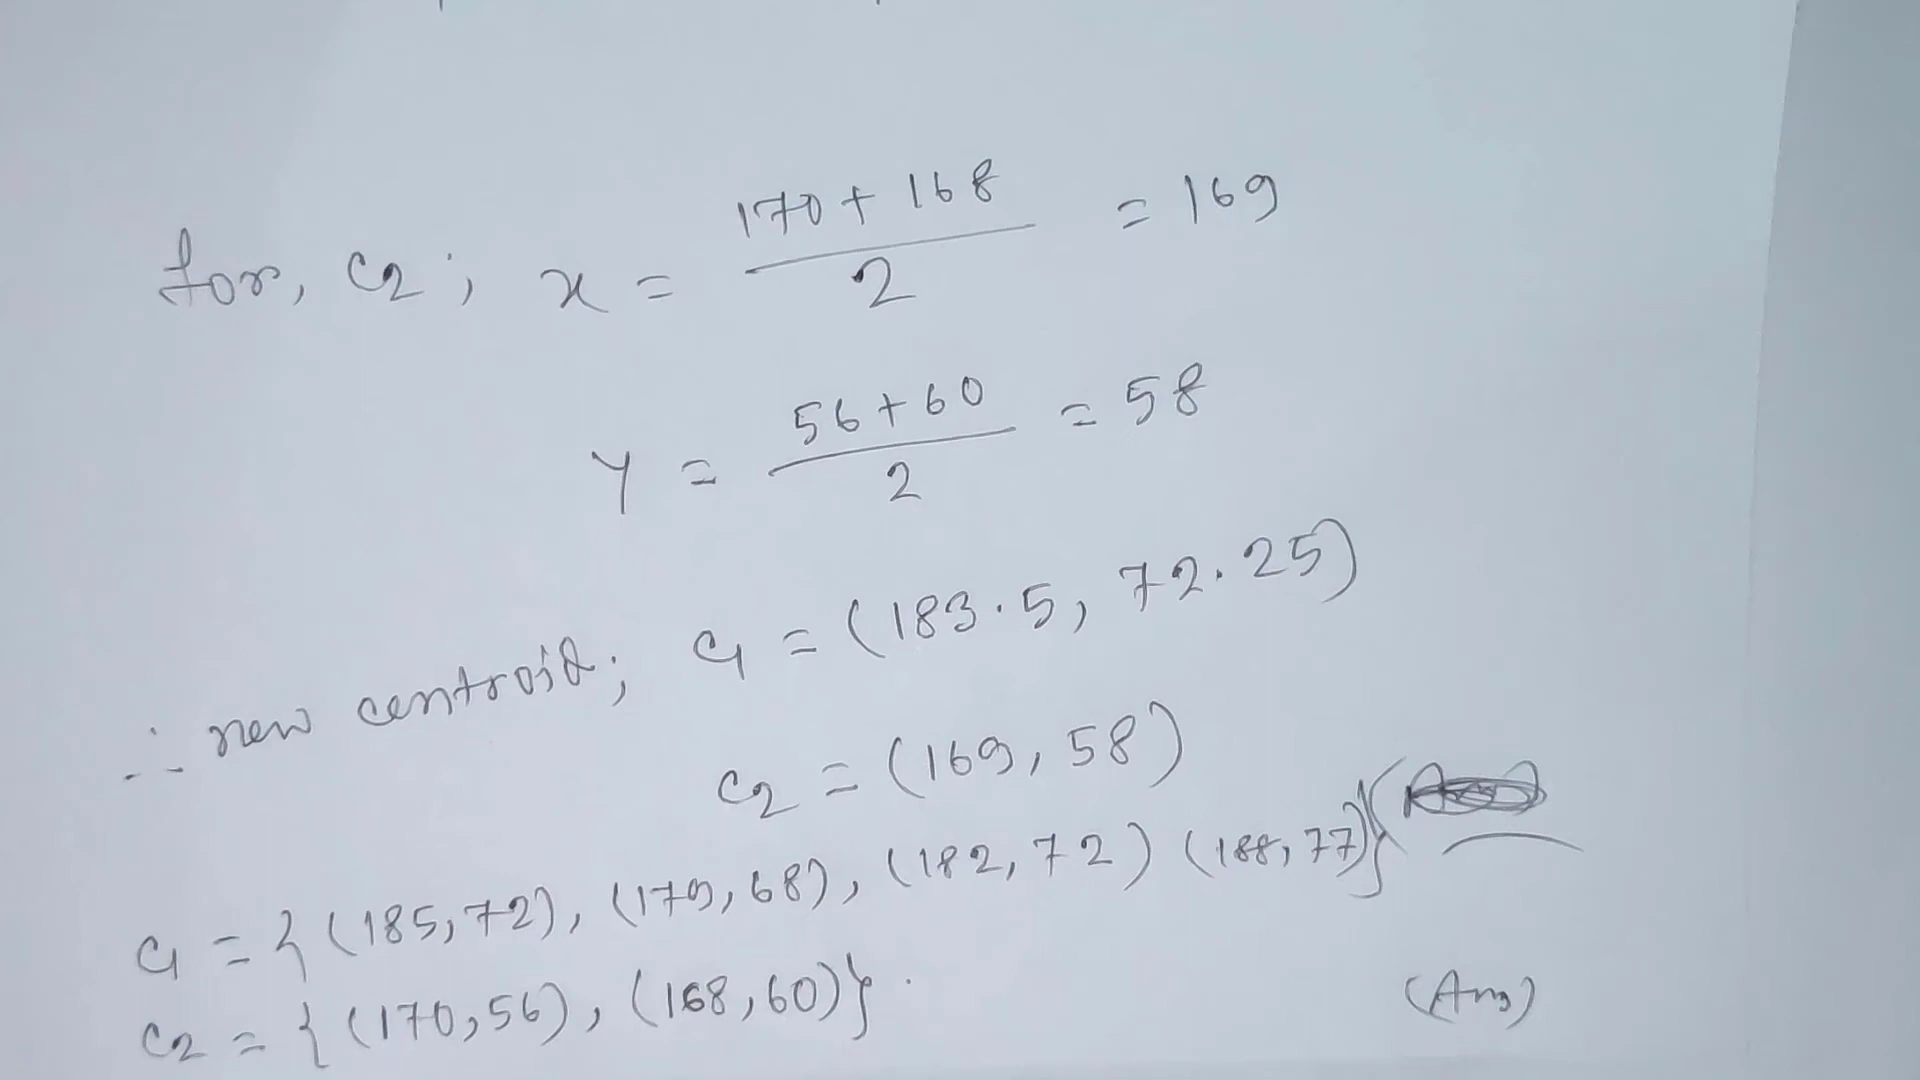 for, c2; x = 170 + 168 / 2 = 169
Y = 56 + 60 / 2 = 58
∴ new centroid; c1 = (183.5, 72.25)
c2 = (169, 58)
c1 = {(185, 72), (179, 68), (182, 72) (188, 77)}
c2 = {(170, 56), (168, 60)}.
(Ans)